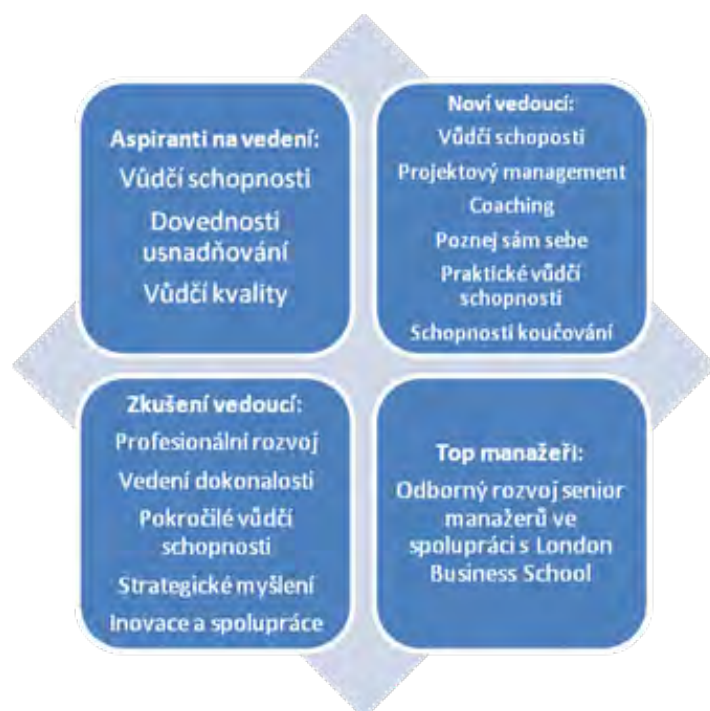 Aspiranti na vedení:
Vůdčí schopnosti
Dovednosti
usnadňování
Vůdčí kvality
Noví vedoucí:
Vůdčí schoposti
Projektový management
Coaching
Poznej sám sebe
Praktické vůdčí
schopnosti
Schopnosti koučování
Zkušení vedoucí:
Profesionální rozvoj
Vedení dokonalosti
Pokročilé vůdčí
schopnosti
Strategické myšlení
Inovace a spolupráce
Top manažeři:
Odborný rozvoj senior
manažerů ve
spolupráci s London
Business School